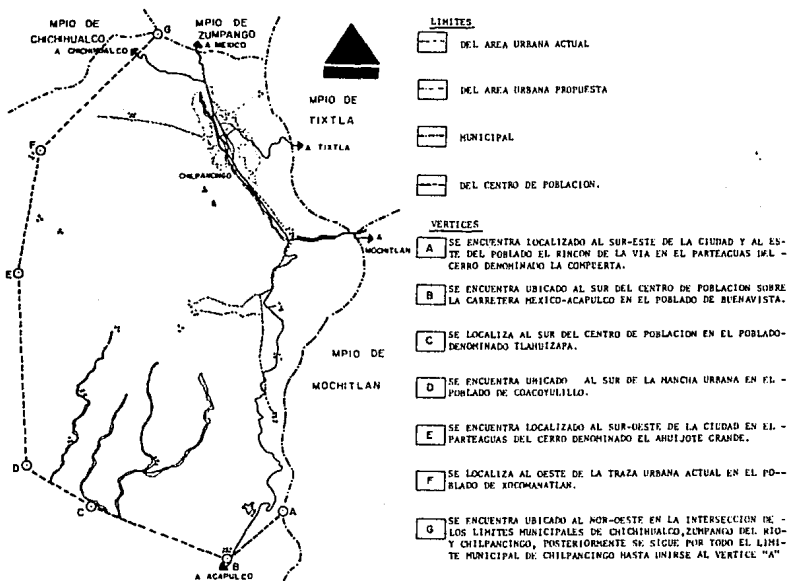 MPIO DE
CHICHIHUALCO
A CHICHIHUALCO
G
MPIO DE
ZUMPANGO
A MEXICO
MPIO DE
TIXTLA
A TIXTLA
F
CHILPANCINGO
A
MOCHITLAN
E
MPIO DE
MOCHITLAN
D
C
A
B
A ACAPULCO
LIMITES
DEL AREA URBANA ACTUAL
DEL AREA URBANA PROPUESTA
MUNICIPAL
DEL CENTRO DE POBLACION.
VERTICES
A SE ENCUENTRA LOCALIZADO AL SUR-ESTE DE LA CIUDAD Y AL ES-
TE DEL POBLADO EL RINCON DE LA VIA EN EL PARTEAGUAS DEL -
CERRO DENOMINADO LA COMPUERTA.
B SE ENCUENTRA UBICADO AL SUR DEL CENTRO DE POBLACION SOBRE
LA CARRETERA MEXICO-ACAPULCO EN EL POBLADO DE BUENAVISTA.
C SE LOCALIZA AL SUR DEL CENTRO DE POBLACION EN EL POBLADO-
DENOMINADO TLAHUIZAPA.
D SE ENCUENTRA UBICADO AL SUR DE LA MANCHA URBANA EN EL -
POBLADO DE COACOYULILLO.
E SE ENCUENTRA LOCALIZADO AL SUR-OESTE DE LA CIUDAD EN EL -
PARTEAGUAS DEL CERRO DENOMINADO EL AHUIJOTE GRANDE.
F SE LOCALIZA AL OESTE DE LA TRAZA URBANA ACTUAL EN EL PO-
BLADO DE XOCOMANATLAN.
G SE ENCUENTRA UBICADO AL NOR-OESTE EN LA INTERSECCION DE -
LOS LIMITES MUNICIPALES DE CHICHIHUALCO, ZUMPANGO DEL RIO
Y CHILPANCINGO, POSTERIORMENTE SE SIGUE POR TODO EL LIMI-
TE MUNICIPAL DE CHILPANCINGO HASTA UNIRSE AL VERTICE "A"